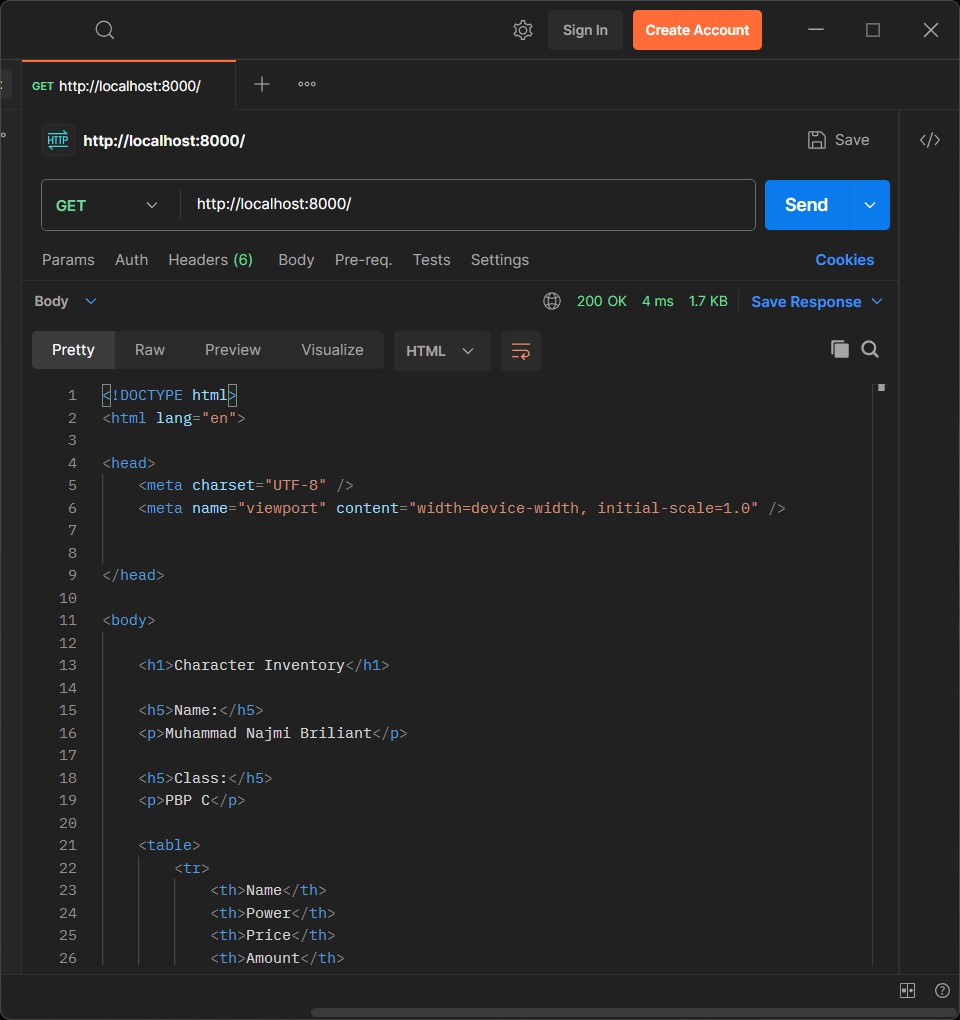 Sign In
Create Account
GET http://localhost:8000/
HTTP http://localhost:8000/
Save
</>
GET http://localhost:8000/
Send
Params Auth Headers (6) Body Pre-req. Tests Settings Cookies
Body 200 OK 4 ms 1.7 KB Save Response
Pretty Raw Preview Visualize HTML
1 <!DOCTYPE html>
2 <html lang="en">
3
4 <head>
5 <meta charset="UTF-8" />
6 <meta name="viewport" content="width=device-width, initial-scale=1.0" />
7
8
9 </head>
10
11 <body>
12
13 <h1>Character Inventory</h1>
14
15 <h5>Name:</h5>
16 <p>Muhammad Najmi Briliant</p>
17
18 <h5>Class:</h5>
19 <p>PBP C</p>
20
21 <table>
22 <tr>
23 <th>Name</th>
24 <th>Power</th>
25 <th>Price</th>
26 <th>Amount</th>